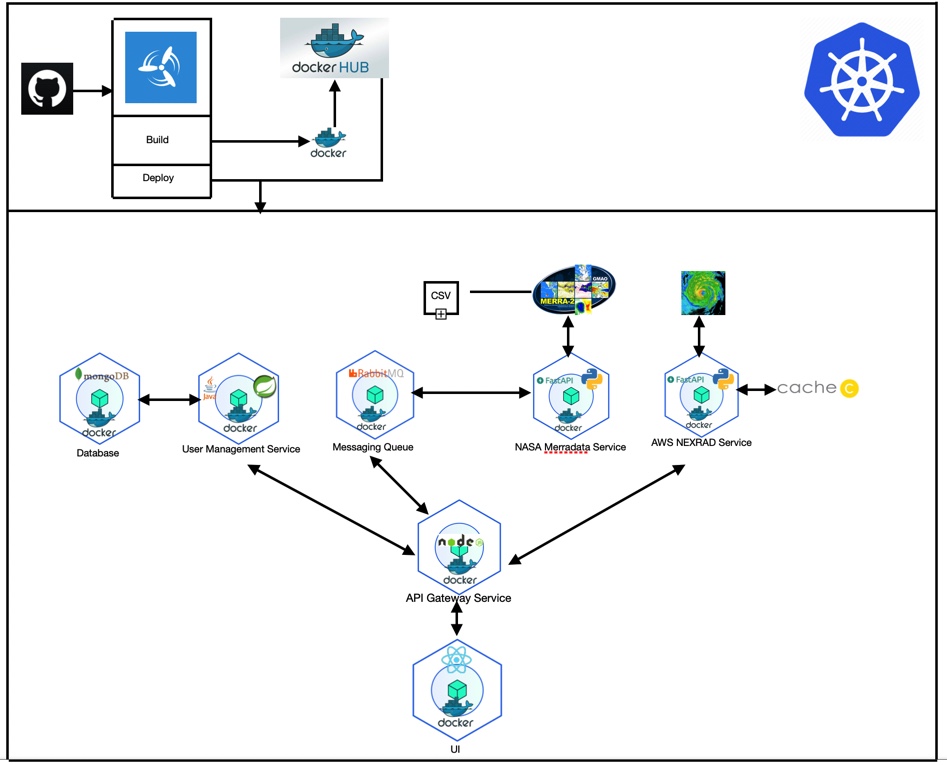 docker HUB
Build
docker
Deploy
CSV
GMAO
MERRA-2
mongoDB
docker
Database
Java
docker
User Management Service
RabbitMQ
docker
Messaging Queue
FastAPI
docker
NASA Merradata Service
FastAPI
docker
AWS NEXRAD Service
cache C
node
docker
API Gateway Service
docker
UI